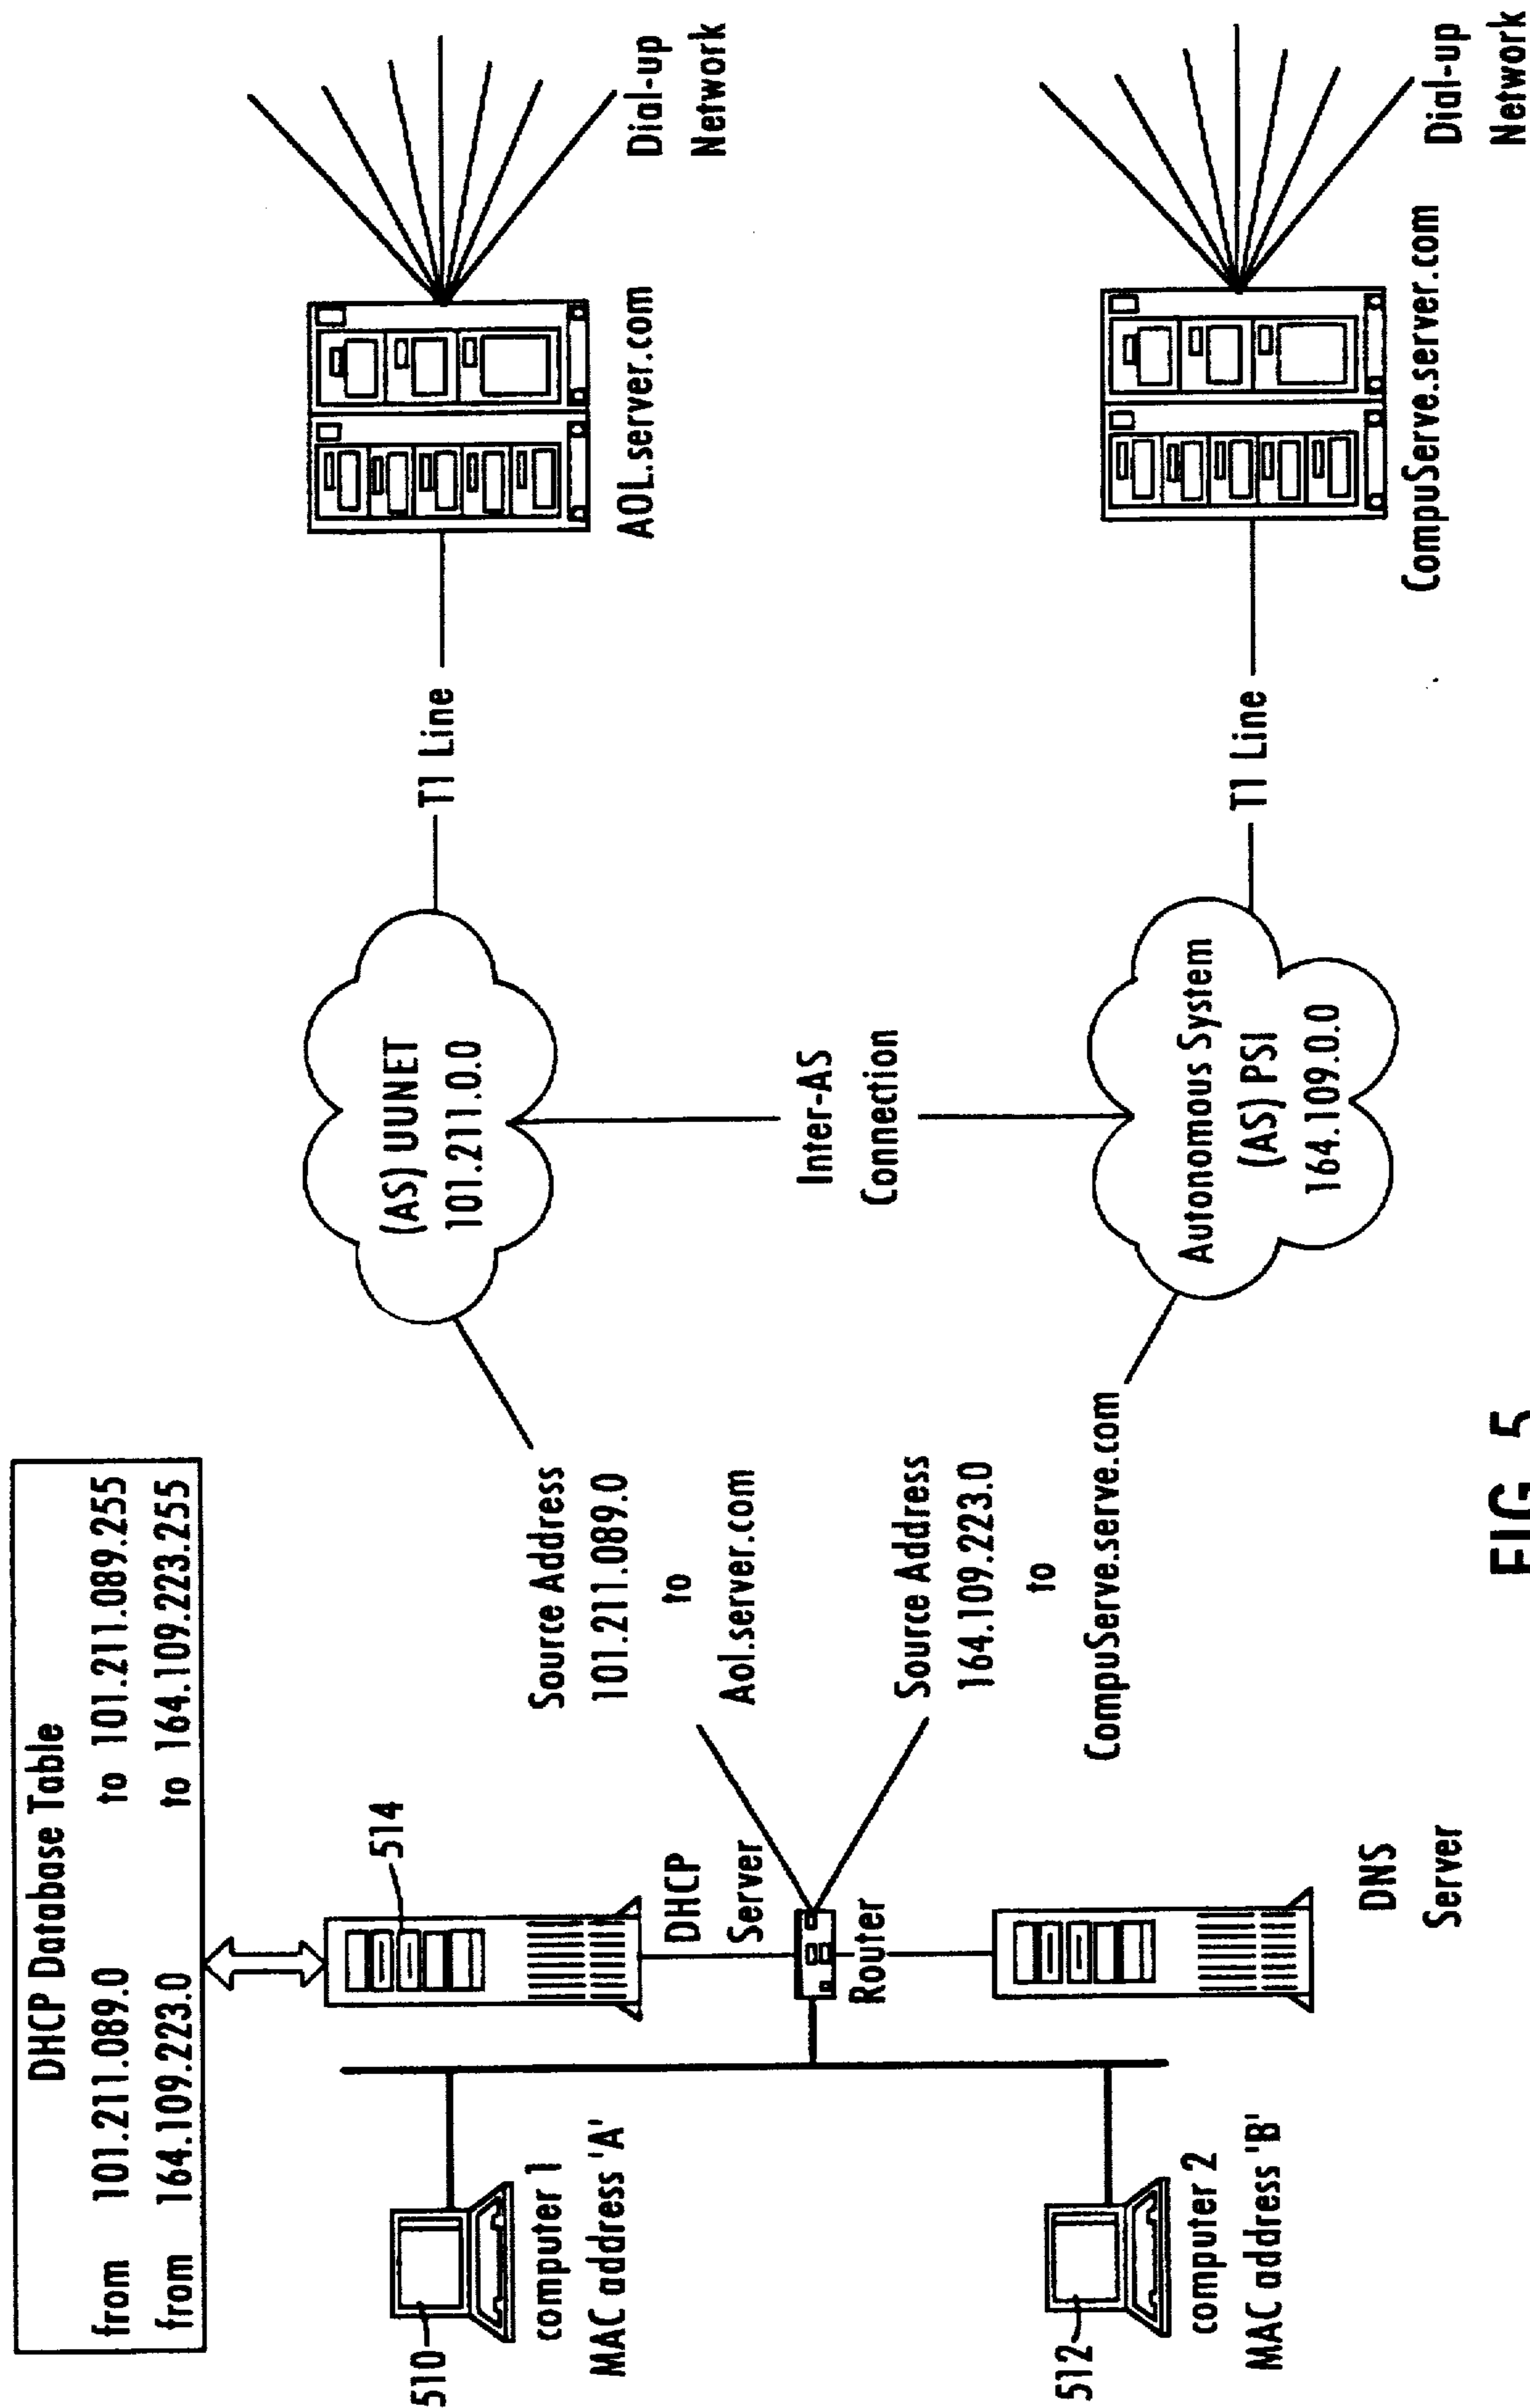 DHCP Database Table
from 101.211.089.0 to 101.211.089.255
from 164.109.223.0 to 164.109.223.255
514
510
computer 1
MAC address 'A'
512
computer 2
MAC address 'B'
DHCP
Server
Router
DNS
Server
Source Address
101.211.089.0
to
Aol.server.com
Source Address
164.109.223.0
to
CompuServe.serve.com
(AS) UUNET
101.211.0.0
Inter-AS
Connection
Autonomous System
(AS) PSI
164.109.0.0
T1 Line
T1 Line
AOL.server.com
Dial-up
Network
CompuServe.server.com
Dial-up
Network
FIG. 5